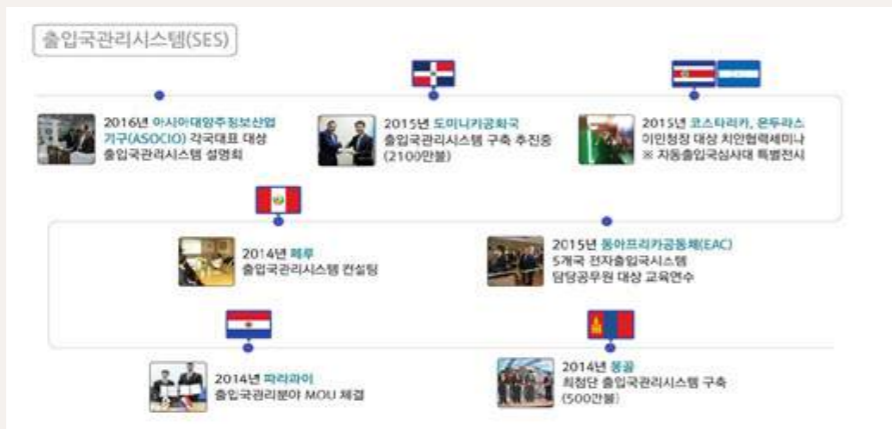 출입국관리시스템(SES)
2016년 아시아대양주정보산업
기구(ASOCIO) 각국대표 대상
출입국관리시스템 설명회
2015년 도미니카공화국
출입국관리시스템 구축 추진중
(2100만불)
2015년 코스타리카, 온두라스
이민청장 대상 치안협력세미나
※ 자동출입국심사대 특별전시
2014년 페루
출입국관리시스템 컨설팅
2015년 동아프리카공동체(EAC)
5개국 전자출입국시스템
담당공무원 대상 교육연수
2014년 파라과이
출입국관리분야 MOU 체결
2014년 몽골
최첨단 출입국관리시스템 구축
(500만불)